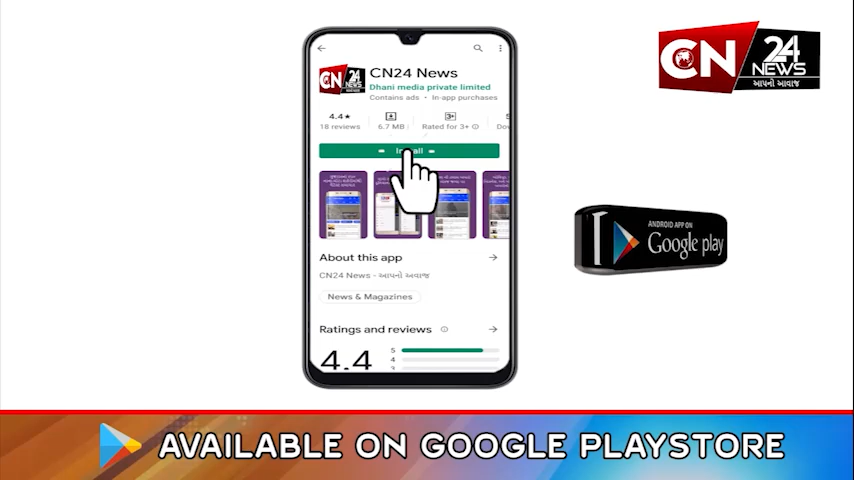 CN24 News
Dhani media private limited
Contains ads • In-app purchases
4.4★
18 reviews
6.7 MB
3+
Rated for 3+
About this app
CN24 News - આપનો અવાજ
News & Magazines
Ratings and reviews
4.4
5
4
3
CN 24
NEWS
આપનો અવાજ
ANDROID APP ON
Google play
AVAILABLE ON GOOGLE PLAYSTORE